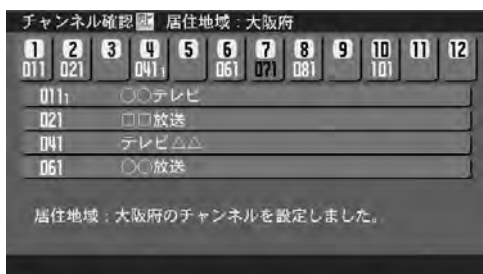 チャンネル確認 居住地域：大阪府
1 2 3 4 5 6 7 8 9 10 11 12
011 021 041₁ 061 071 081 101
011₁ ○○テレビ
021 □□放送
041 テレビ△△
061 ○○放送
居住地域：大阪府のチャンネルを設定しました。